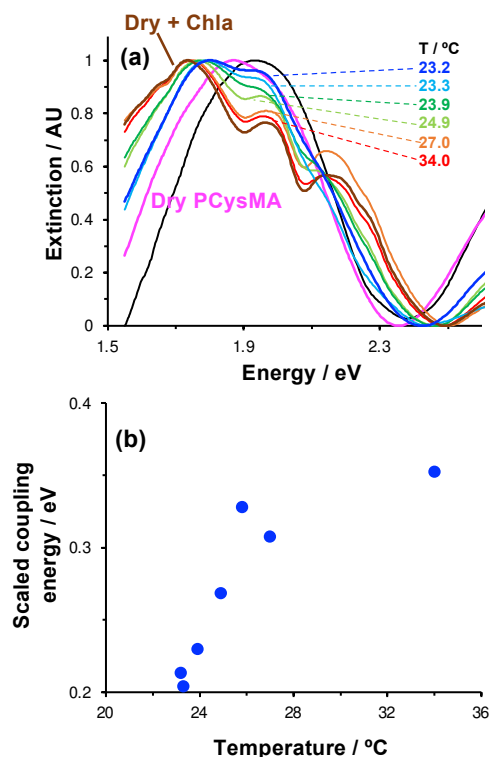 Dry + Chla
(a)
T / ºC
23.2
23.3
23.9
24.9
27.0
34.0
Dry PCysMA
Extinction / AU
1
0.8
0.6
0.4
0.2
0
1.5
1.9
2.3
Energy / eV
(b)
Scaled coupling
energy / eV
0.4
0.3
0.2
20
24
28
32
36
Temperature / ºC